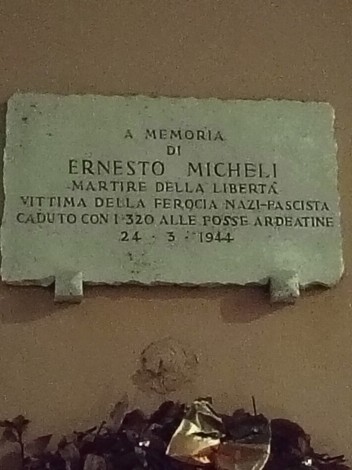 A MEMORIA
DI
ERNESTO MICHELI
MARTIRE DELLA LIBERTÀ
VITTIMA DELLA FEROCIA NAZI-FASCISTA
CADUTO CON I 320 ALLE FOSSE ARDEATINE
24 · 3 · 1944